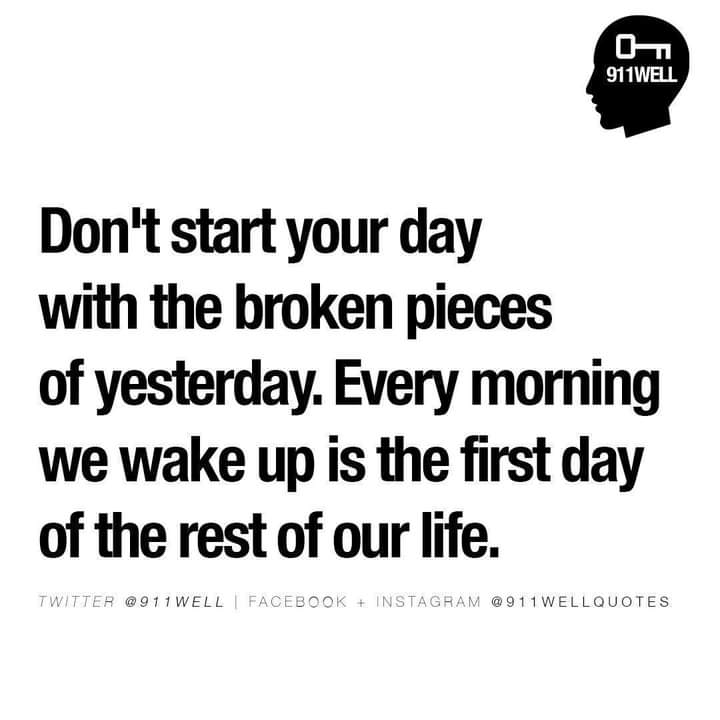 911WELL
Don't start your day
with the broken pieces
of yesterday. Every morning
we wake up is the first day
of the rest of our life.
TWITTER @911WELL | FACEBOOK + INSTAGRAM @911WELLQUOTES